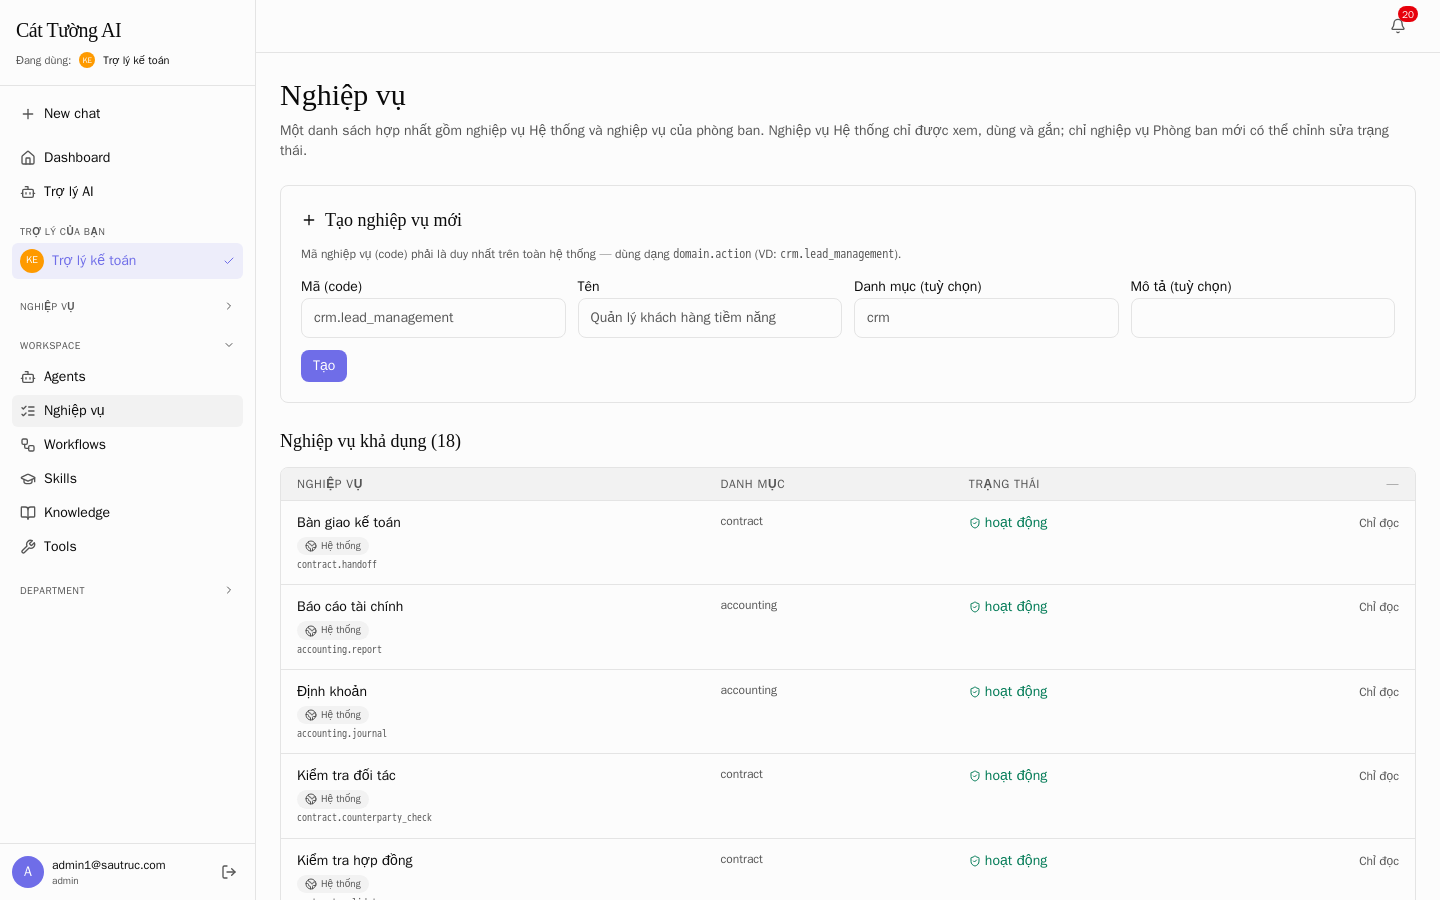 Cát Tường AI
Đang dùng: KE Trợ lý kế toán
New chat
Dashboard
Trợ lý AI
TRỢ LÝ CỦA BẠN
KE Trợ lý kế toán
NGHIỆP VỤ
WORKSPACE
Agents
Nghiệp vụ
Workflows
Skills
Knowledge
Tools
DEPARTMENT
A admin1@sautruc.com
admin
20
Nghiệp vụ
Một danh sách hợp nhất gồm nghiệp vụ Hệ thống và nghiệp vụ của phòng ban. Nghiệp vụ Hệ thống chỉ được xem, dùng và gắn; chỉ nghiệp vụ Phòng ban mới có thể chỉnh sửa trạng
thái.
Tạo nghiệp vụ mới
Mã nghiệp vụ (code) phải là duy nhất trên toàn hệ thống — dùng dạng domain.action (VD: crm.lead_management).
Mã (code) Tên Danh mục (tuỳ chọn) Mô tả (tuỳ chọn)
crm.lead_management Quản lý khách hàng tiềm năng crm
Tạo
Nghiệp vụ khả dụng (18)
NGHIỆP VỤ DANH MỤC TRẠNG THÁI —
Bàn giao kế toán contract hoạt động Chỉ đọc
Hệ thống
contract.handoff
Báo cáo tài chính accounting hoạt động Chỉ đọc
Hệ thống
accounting.report
Định khoản accounting hoạt động Chỉ đọc
Hệ thống
accounting.journal
Kiểm tra đối tác contract hoạt động Chỉ đọc
Hệ thống
contract.counterparty_check
Kiểm tra hợp đồng contract hoạt động Chỉ đọc
Hệ thống